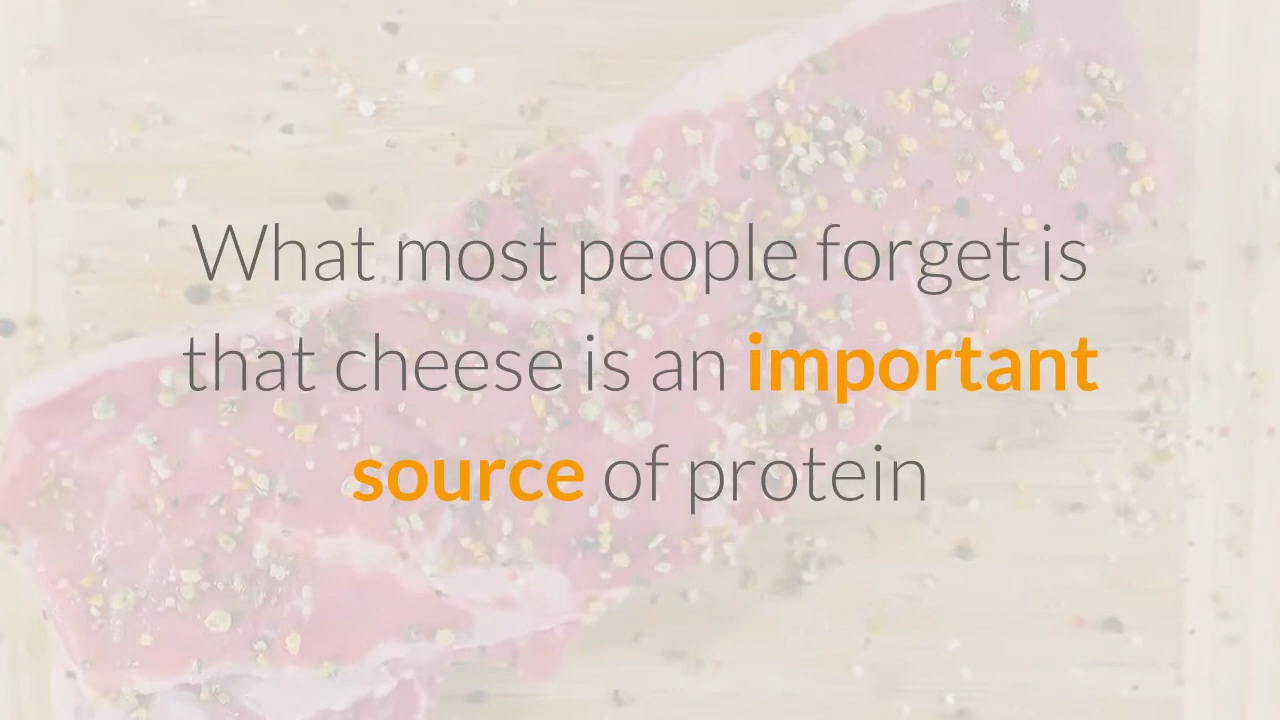 What most people forget is
that cheese is an important
source of protein